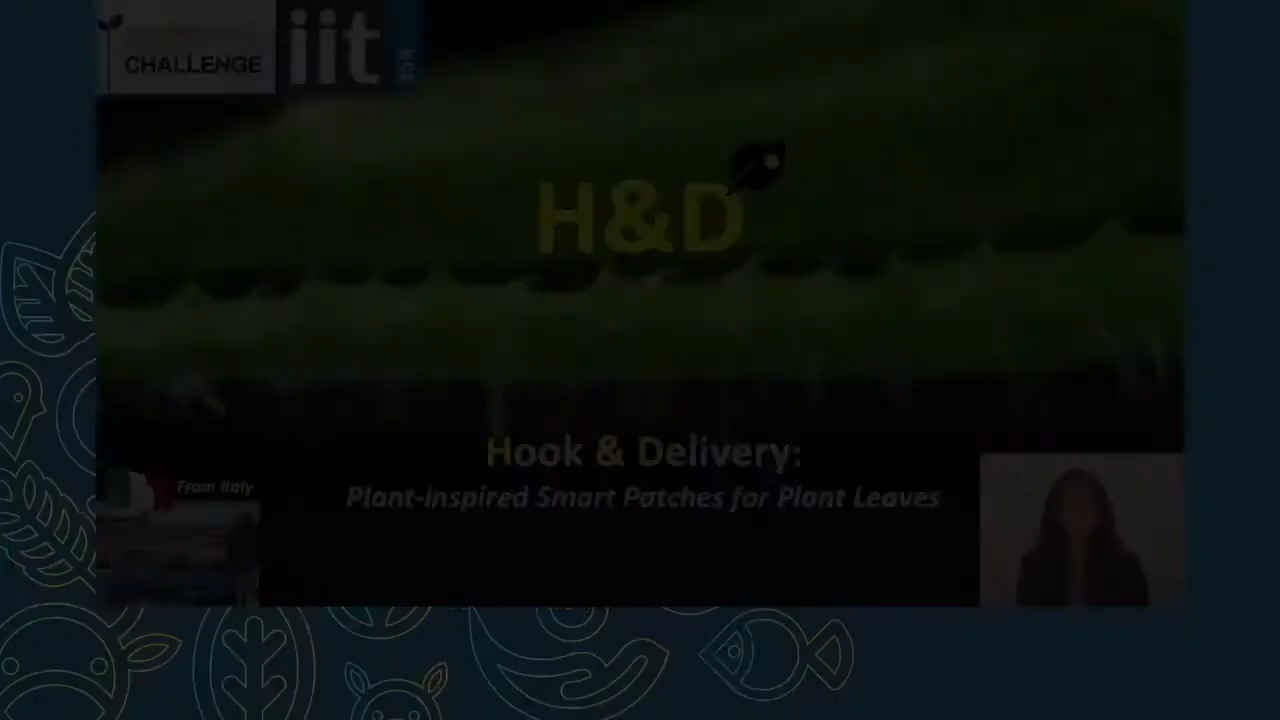 CHALLENGE
iit
H&D
Hook & Delivery:
From Italy
Plant-inspired Smart Patches for Plant Leaves